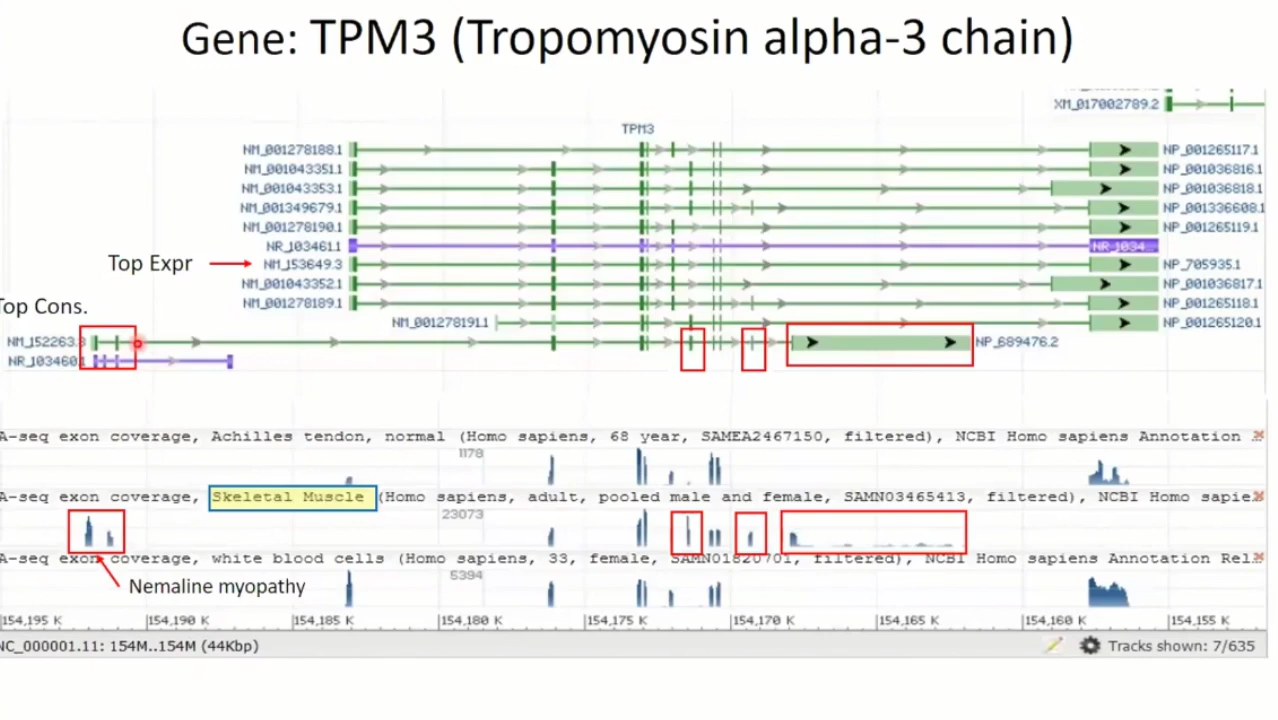 Gene: TPM3 (Tropomyosin alpha-3 chain)
XM_017002789.2
TPM3
NM_001278188.1 NP_001265117.1
NM_001043351.1 NP_001036816.1
NM_001043353.1 NP_001036818.1
NM_001349679.1 NP_001336608.1
NM_001278190.1 NP_001265119.1
NR_103461.1 NR_1034...
Top Expr NM_153649.3 NP_705935.1
NM_001043352.1 NP_001036817.1
Top Cons. NM_001278189.1 NP_001265118.1
NM_001278191.1 NP_001265120.1
NM_152263.3 NP_689476.2
NR_103460.1
A-seq exon coverage, Achilles tendon, normal (Homo sapiens, 68 year, SAMEA2467150, filtered), NCBI Homo sapiens Annotation
1178
A-seq exon coverage, Skeletal Muscle (Homo sapiens, adult, pooled male and female, SAMN03465413, filtered), NCBI Homo sapie
23073
A-seq exon coverage, white blood cells (Homo sapiens, 33, female, SAMN01820701, filtered), NCBI Homo sapiens Annotation Rel
5394
Nemaline myopathy
154,195 K 154,190 K 154,185 K 154,180 K 154,175 K 154,170 K 154,165 K 154,160 K 154,155 K
NC_000001.11: 154M..154M (44Kbp) Tracks shown: 7/635